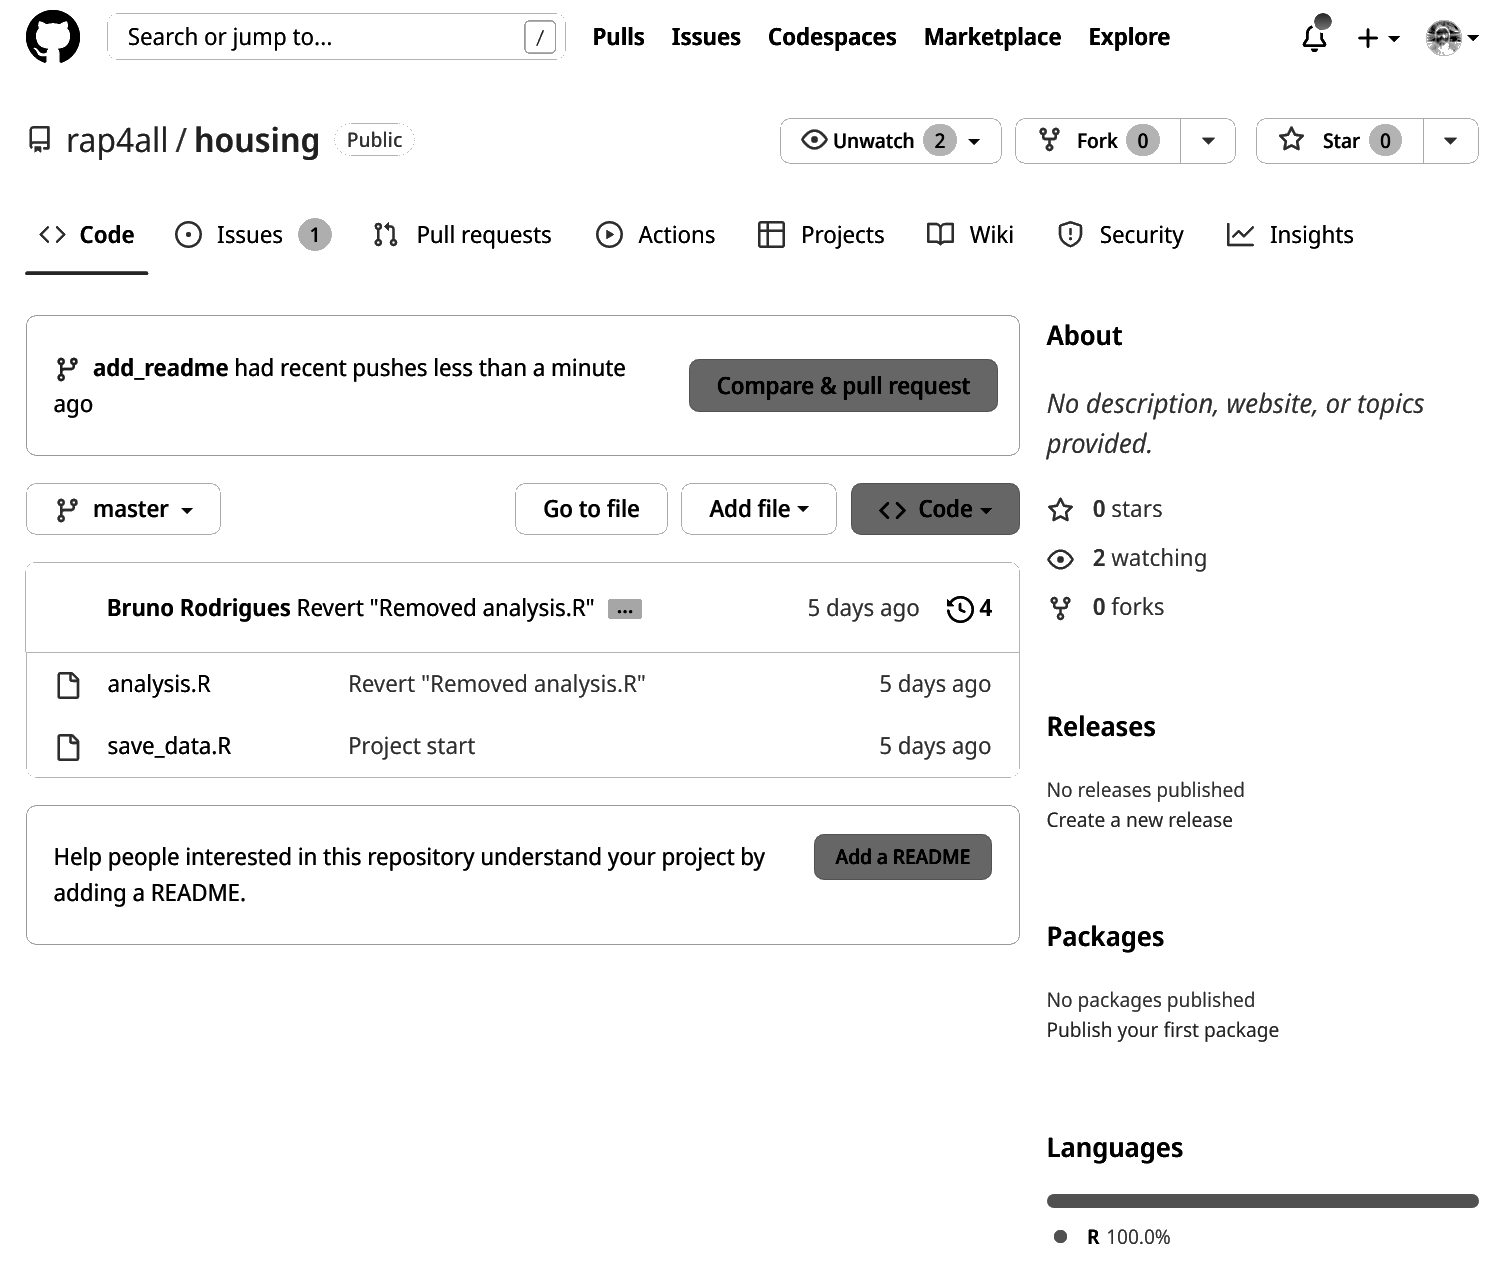 Search or jump to... / Pulls Issues Codespaces Marketplace Explore
rap4all / housing Public Unwatch 2 Fork 0 Star 0
Code Issues 1 Pull requests Actions Projects Wiki Security Insights
add_readme had recent pushes less than a minute
ago
Compare & pull request
master Go to file Add file Code
Bruno Rodrigues Revert "Removed analysis.R" ... 5 days ago 4
analysis.R Revert "Removed analysis.R" 5 days ago
save_data.R Project start 5 days ago
Help people interested in this repository understand your project by
adding a README.
Add a README
About
No description, website, or topics
provided.
0 stars
2 watching
0 forks
Releases
No releases published
Create a new release
Packages
No packages published
Publish your first package
Languages
R 100.0%